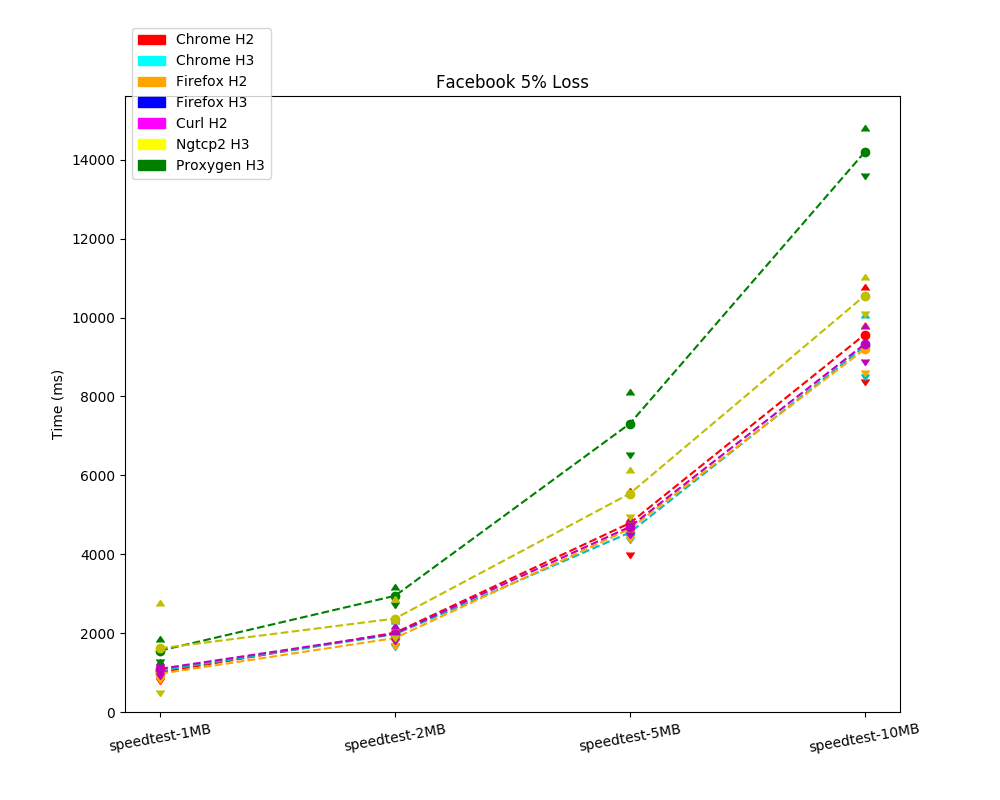 Chrome H2
Chrome H3
Firefox H2
Firefox H3
Curl H2
Ngtcp2 H3
Proxygen H3
Facebook 5% Loss
14000
12000
10000
8000
6000
4000
2000
0
Time (ms)
speedtest-1MB
speedtest-2MB
speedtest-5MB
speedtest-10MB